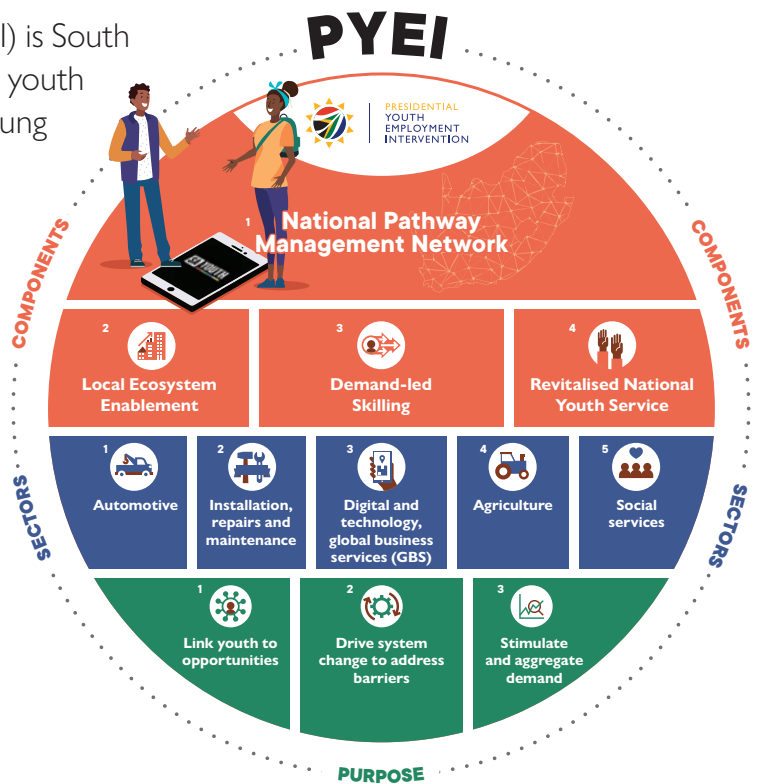 I) is South
youth
ung
PYEI
PRESIDENTIAL
YOUTH
EMPLOYMENT
INTERVENTION
COMPONENTS
COMPONENTS
1 National Pathway
Management Network
YOUTH
2
Local Ecosystem
Enablement
3
Demand-led
Skilling
4
Revitalised National
Youth Service
SECTORS
SECTORS
1
Automotive
2
Installation,
repairs and
maintenance
3
Digital and
technology,
global business
services (GBS)
4
Agriculture
5
Social
services
1
Link youth to
opportunities
2
Drive system
change to address
barriers
3
Stimulate
and aggregate
demand
PURPOSE